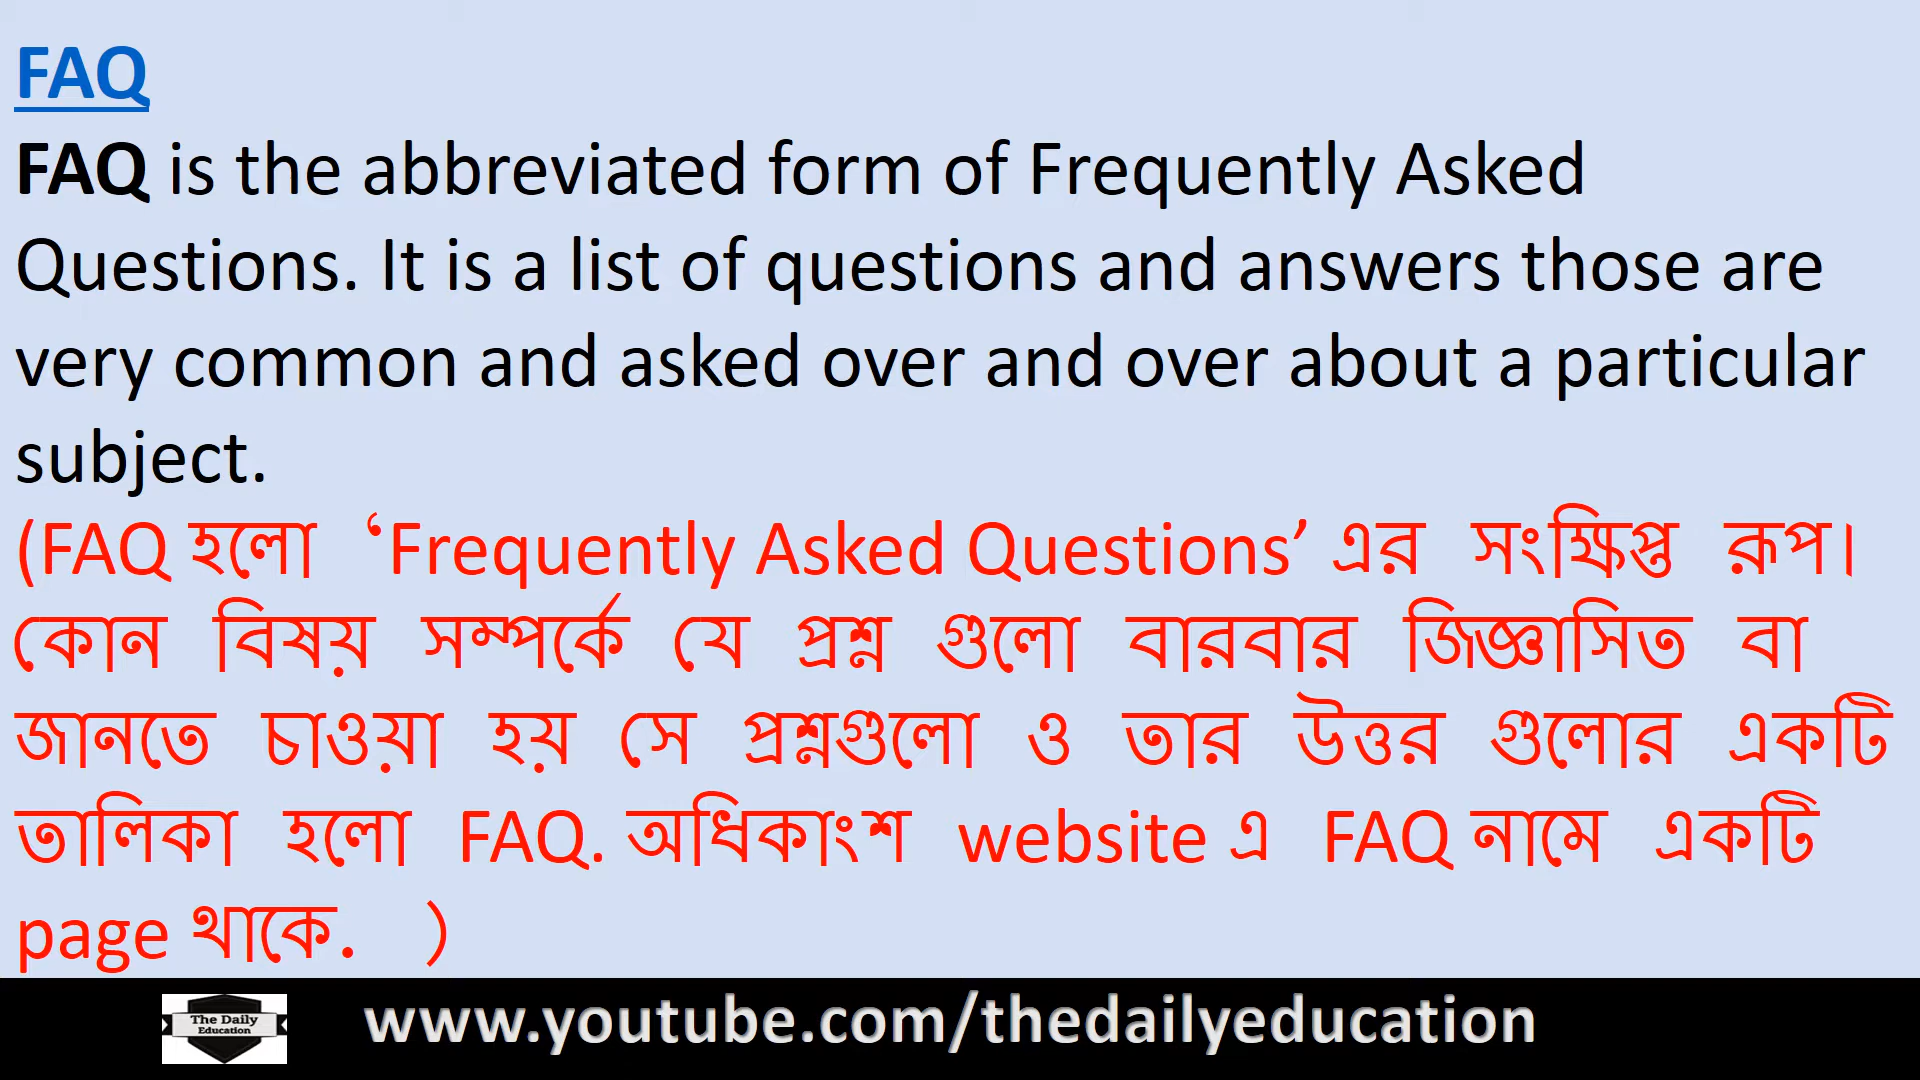 FAQ
FAQ is the abbreviated form of Frequently Asked
Questions. It is a list of questions and answers those are
very common and asked over and over about a particular
subject.
(FAQ হলো ‘Frequently Asked Questions’ এর সংক্ষিপ্ত রূপ।
কোন বিষয় সম্পর্কে যে প্রশ্ন গুলো বারবার জিজ্ঞাসিত বা
জানতে চাওয়া হয় সে প্রশ্নগুলো ও তার উত্তর গুলোর একটি
তালিকা হলো FAQ. অধিকাংশ website এ FAQ নামে একটি
page থাকে. )
The Daily
Education
www.youtube.com/thedailyeducation